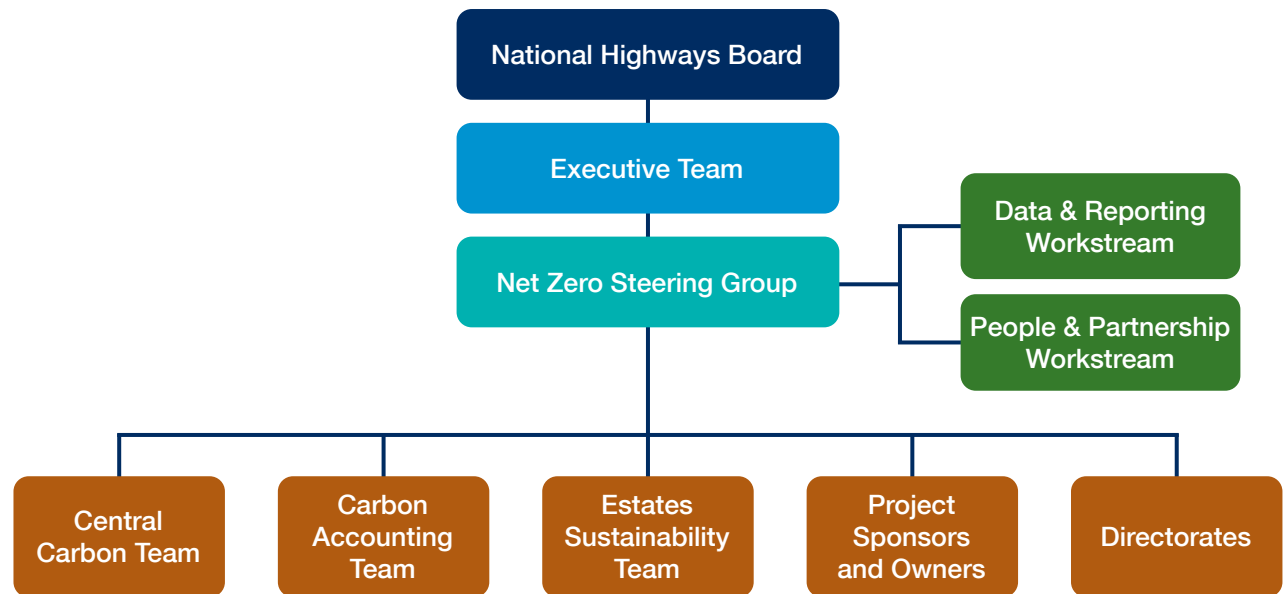 National Highways Board
Executive Team
Net Zero Steering Group
Data & Reporting
Workstream
People & Partnership
Workstream
Central
Carbon Team
Carbon
Accounting
Team
Estates
Sustainability
Team
Project
Sponsors
and Owners
Directorates